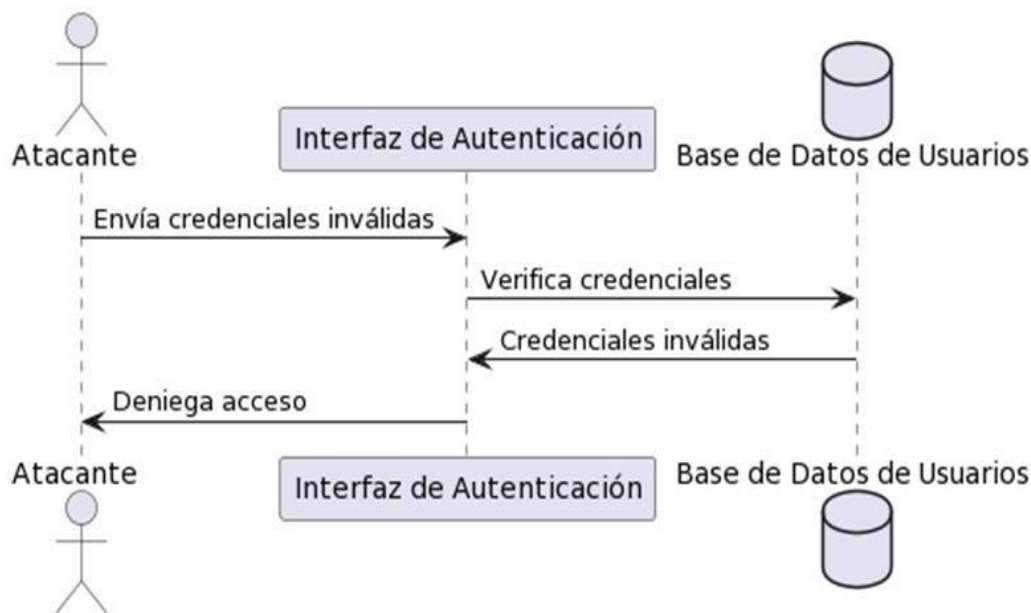 Atacante
Interfaz de Autenticación
Base de Datos de Usuarios
Envía credenciales inválidas
Verifica credenciales
Credenciales inválidas
Deniega acceso
Atacante
Interfaz de Autenticación
Base de Datos de Usuarios